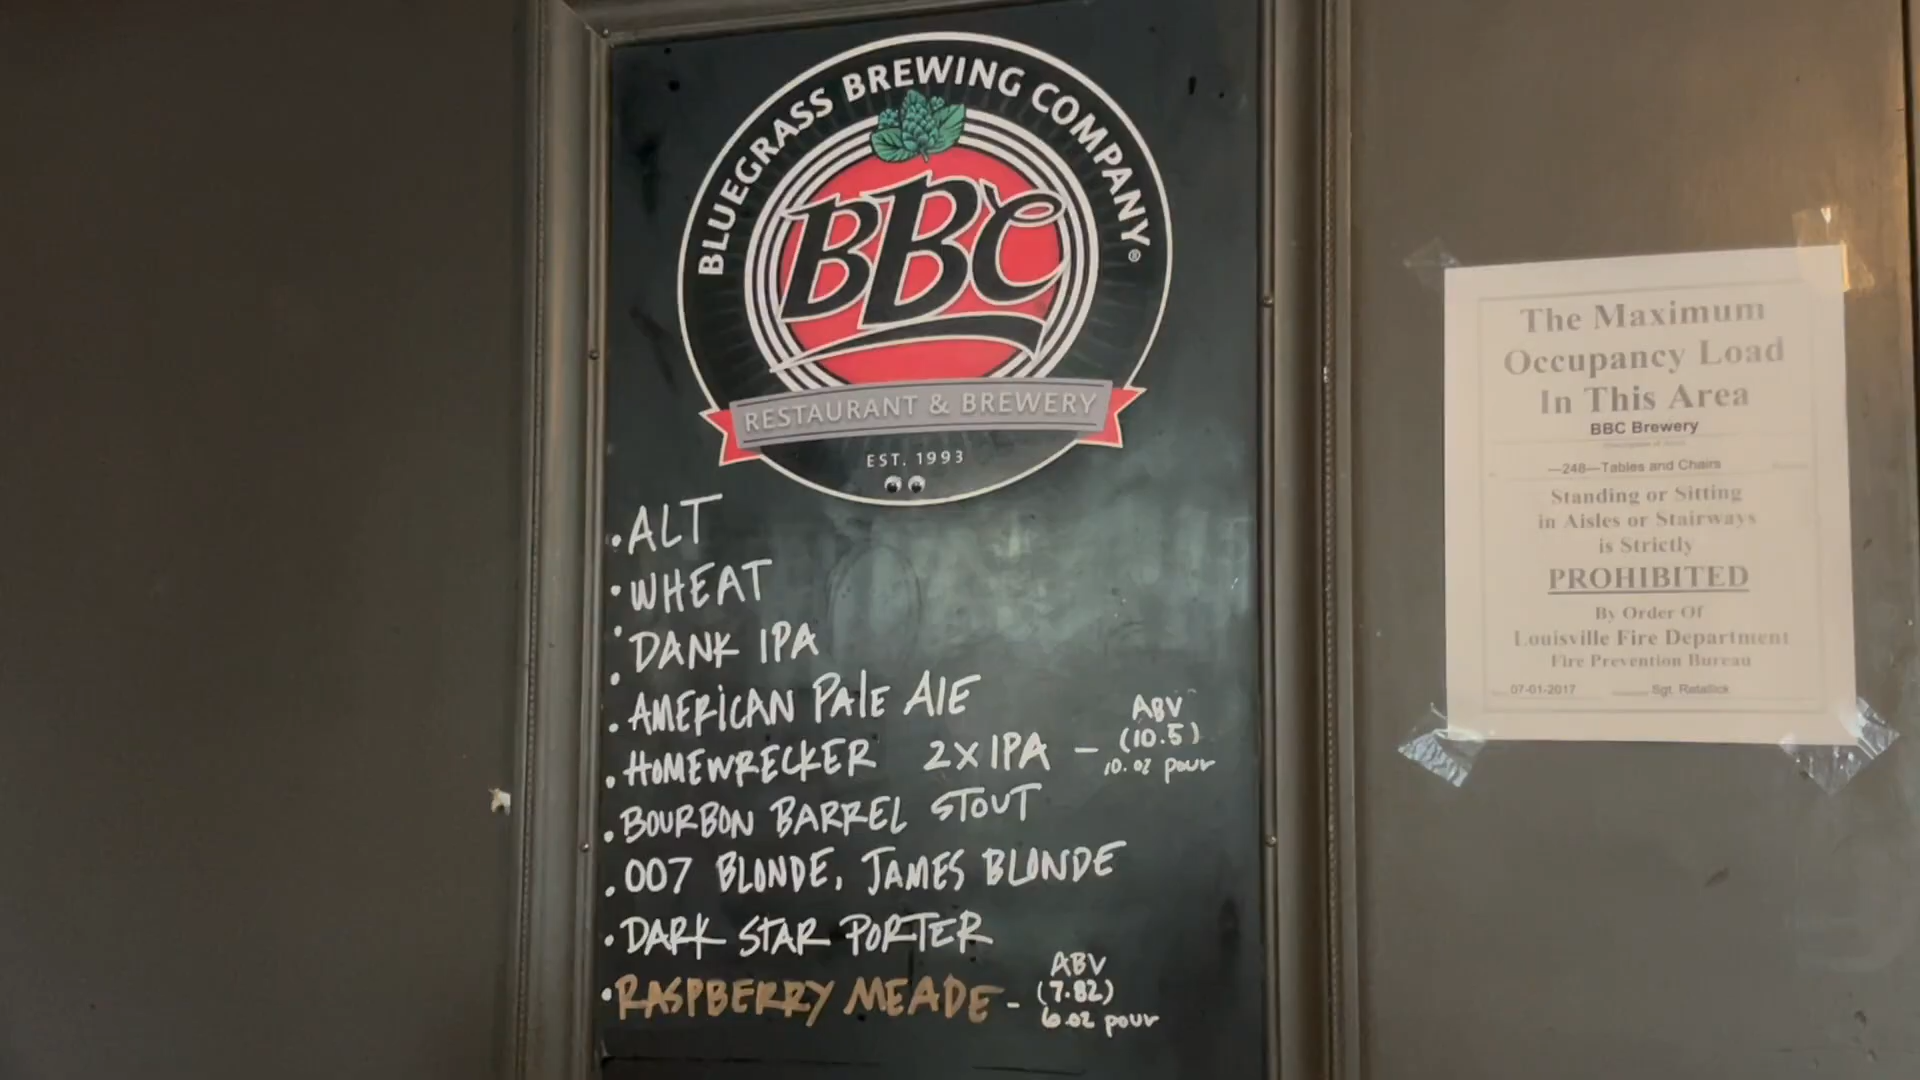 BLUEGRASS BREWING COMPANY®
BBC
RESTAURANT & BREWERY
EST. 1993
• ALT
• WHEAT
• DANK IPA
• AMERICAN PALE ALE
• HOMEWRECKER 2X IPA - ABV
(10.5)
10.oz pour
• BOURBON BARREL STOUT
• 007 BLONDE, JAMES BLONDE
• DARK STAR PORTER
• RASPBERRY MEADE - ABV
(7.82)
6.oz pour
The Maximum
Occupancy Load
In This Area
BBC Brewery
—248—Tables and Chairs
Standing or Sitting
in Aisles or Stairways
is Strictly
PROHIBITED
By Order Of
Louisville Fire Department
Fire Prevention Bureau
07-01-2017 Sgt. Ratallick